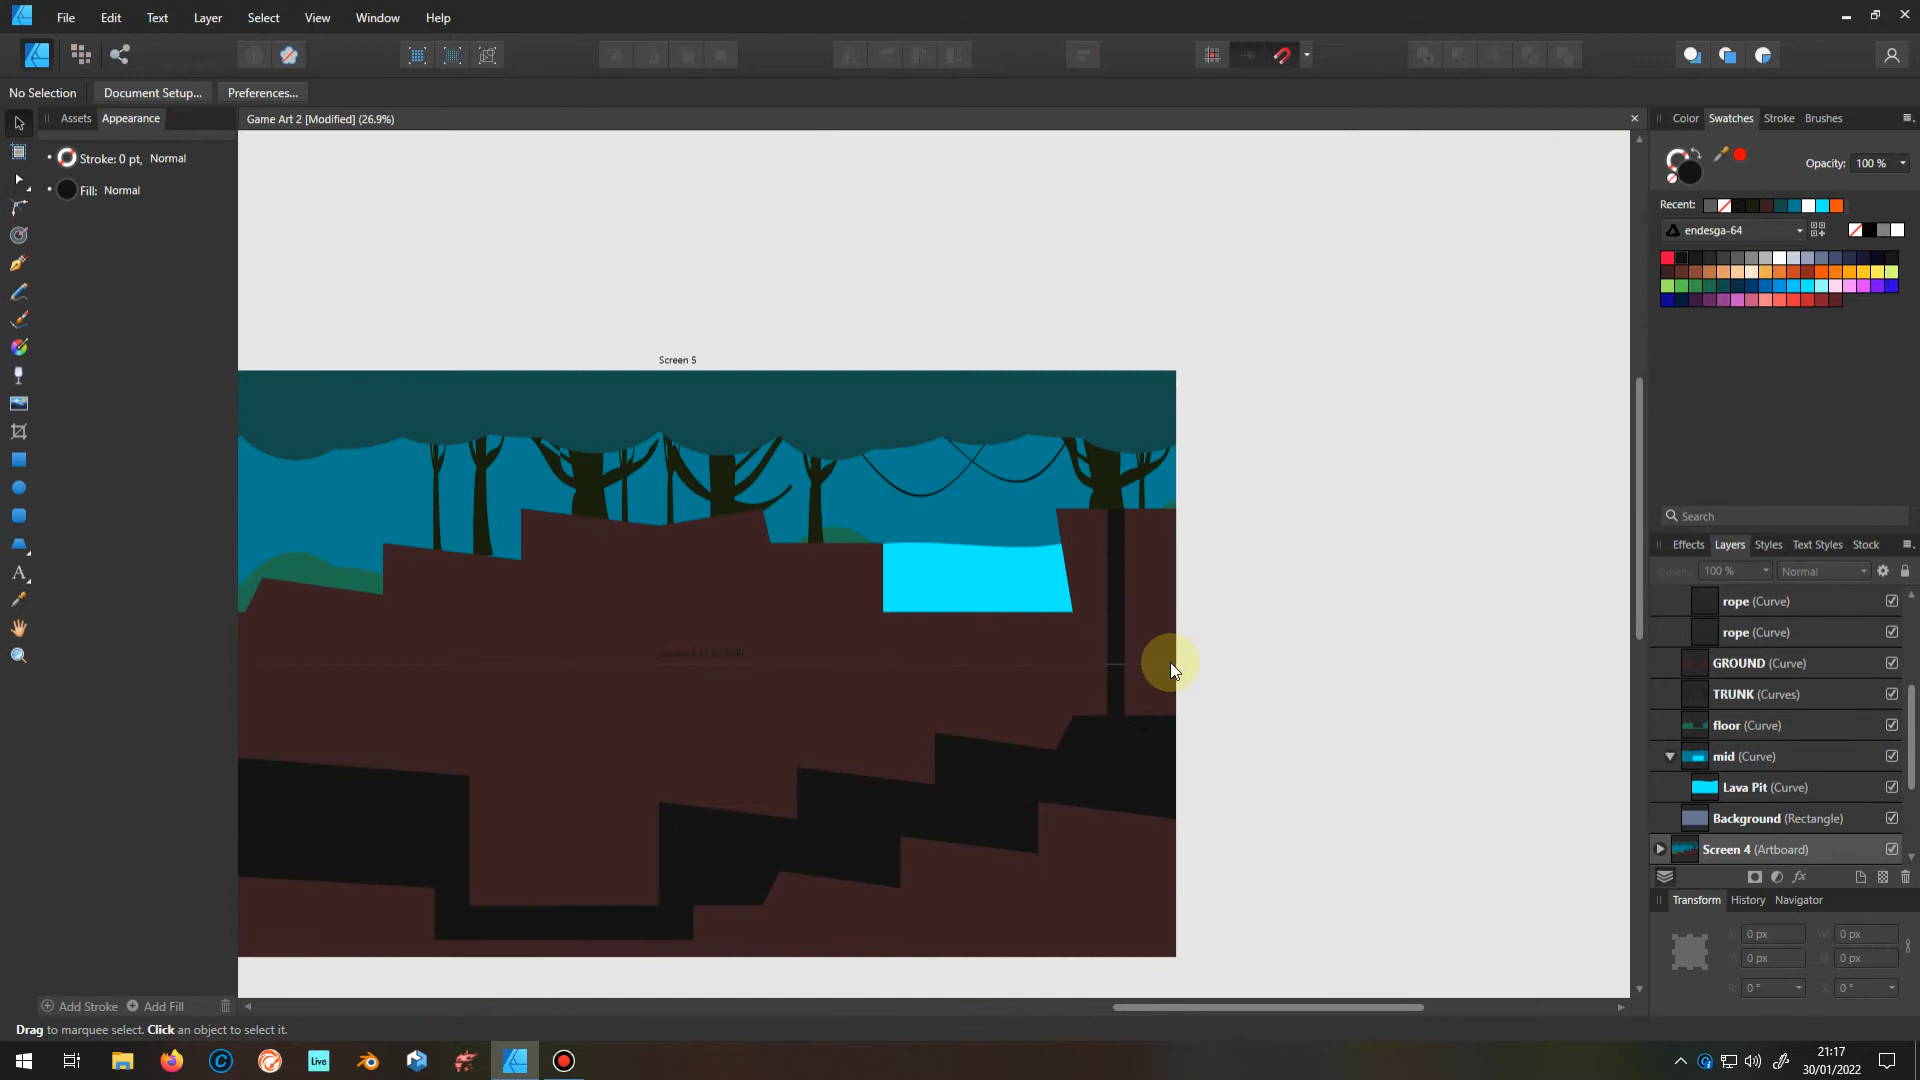 File Edit Text Layer Select View Window Help
No Selection Document Setup... Preferences...
Assets Appearance
Game Art 2 [Modified] (26.9%)
Color Swatches Stroke Brushes
Stroke: 0 pt, Normal
Fill: Normal
Opacity: 100 %
Recent:
endesga-64
Screen 5
Search
Effects Layers Styles Text Styles Stock
Opacity: 100 % Normal
rope (Curve)
rope (Curve)
GROUND (Curve)
TRUNK (Curves)
floor (Curve)
mid (Curve)
Lava Pit (Curve)
Background (Rectangle)
Screen 4 (Artboard)
Transform History Navigator
X: 0 px W: 0 px
Y: 0 px H: 0 px
R: 0 ° S: 0 °
Add Stroke Add Fill
Drag to marquee select. Click an object to select it.
Live
21:17
30/01/2022